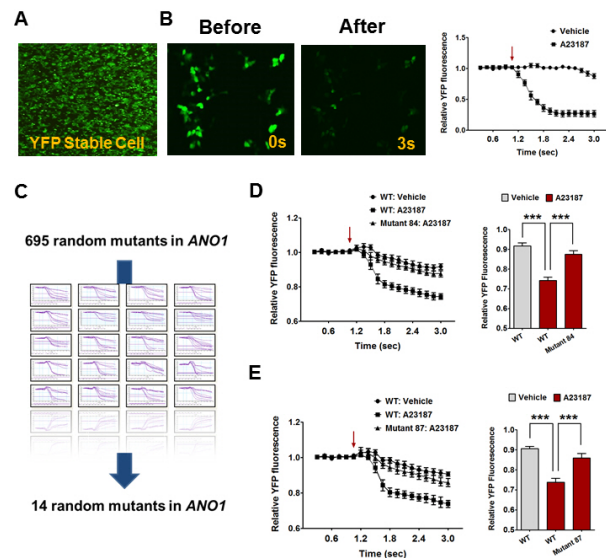 A
YFP Stable Cell
B
Before
After
0s
3s
Vehicle
A23187
Relative YFP fluorescence
1.5
1.0
0.5
0.0
0.6 1.2 1.8 2.4 3.0
Time (sec)
C
695 random mutants in ANO1
14 random mutants in ANO1
D
WT: Vehicle
WT: A23187
Mutant 84: A23187
Relative YFP fluorescence
1.2
1.0
0.8
0.6
0.6 1.2 1.8 2.4 3.0
Time (sec)
Vehicle
A23187
*** ***
Relative YFP Fluorescence
1.0
0.9
0.8
0.7
0.6
0.5
WT WT Mutant 84
E
WT: Vehicle
WT: A23187
Mutant 87: A23187
Relative YFP fluorescence
1.2
1.0
0.8
0.6
0.6 1.2 1.8 2.4 3.0
Time (sec)
Vehicle
A23187
*** ***
Relative YFP Fluorescence
1.0
0.9
0.8
0.7
0.6
0.5
WT WT Mutant 87